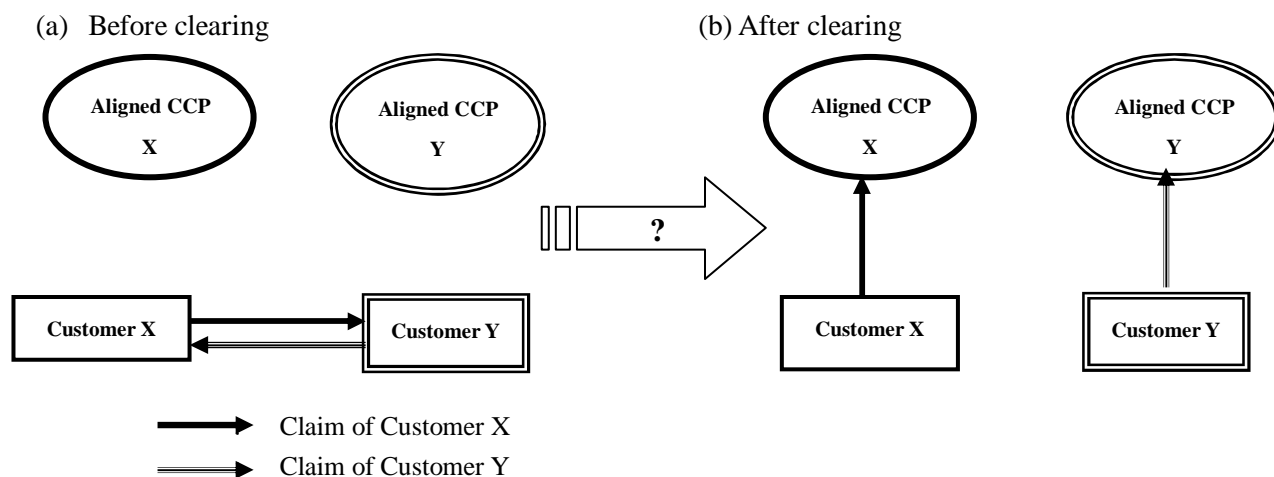 (a) Before clearing
(b) After clearing
Aligned CCP
X
Aligned CCP
Y
Aligned CCP
X
Aligned CCP
Y
?
Customer X
Customer Y
Customer X
Customer Y
Claim of Customer X
Claim of Customer Y